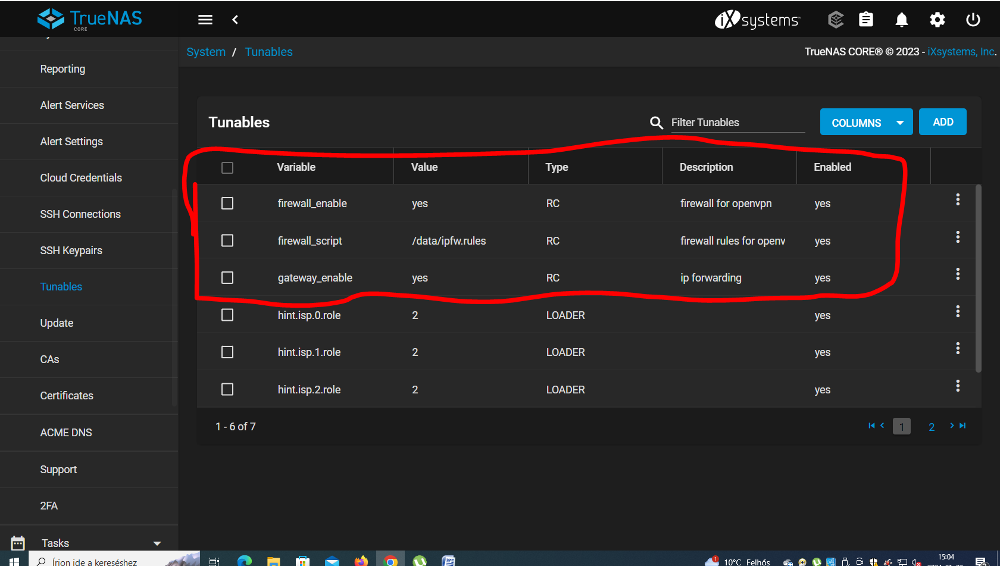 TrueNAS
CORE
iXsystems™
System / Tunables
TrueNAS CORE® © 2023 - iXsystems, Inc.
Reporting
Alert Services
Alert Settings
Cloud Credentials
SSH Connections
SSH Keypairs
Tunables
Update
CAs
Certificates
ACME DNS
Support
2FA
Tasks
Tunables
Filter Tunables
COLUMNS
ADD
Variable Value Type Description Enabled
firewall_enable yes RC firewall for openvpn yes
firewall_script /data/ipfw.rules RC firewall rules for openv yes
gateway_enable yes RC ip forwarding yes
hint.isp.0.role 2 LOADER yes
hint.isp.1.role 2 LOADER yes
hint.isp.2.role 2 LOADER yes
1 - 6 of 7
1 2
Írjon ide a kereséshez
1
10°C Felhős
15:04